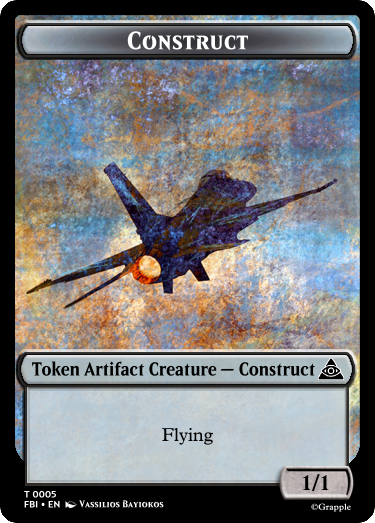 Construct
Token Artifact Creature — Construct
Flying
1/1
T 0005
FBI • EN Vassilios Bayiokos
©Grapple